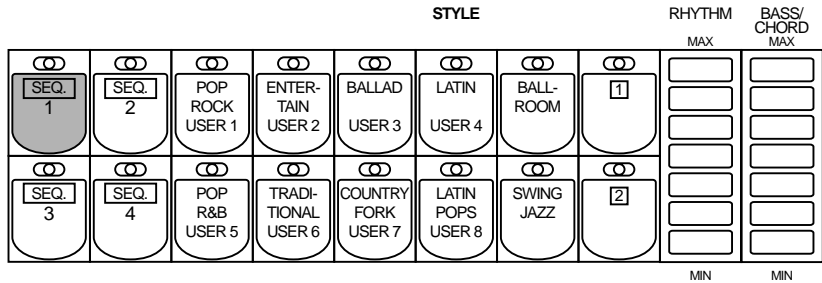 STYLE
RHYTHM
BASS/
CHORD
MAX
MAX
SEQ.
1
SEQ.
2
POP
ROCK
USER 1
ENTER-
TAIN
USER 2
BALLAD
USER 3
LATIN
USER 4
BALL-
ROOM
1
SEQ.
3
SEQ.
4
POP
R&B
USER 5
TRADI-
TIONAL
USER 6
COUNTRY
FORK
USER 7
LATIN
POPS
USER 8
SWING
JAZZ
2
MIN
MIN